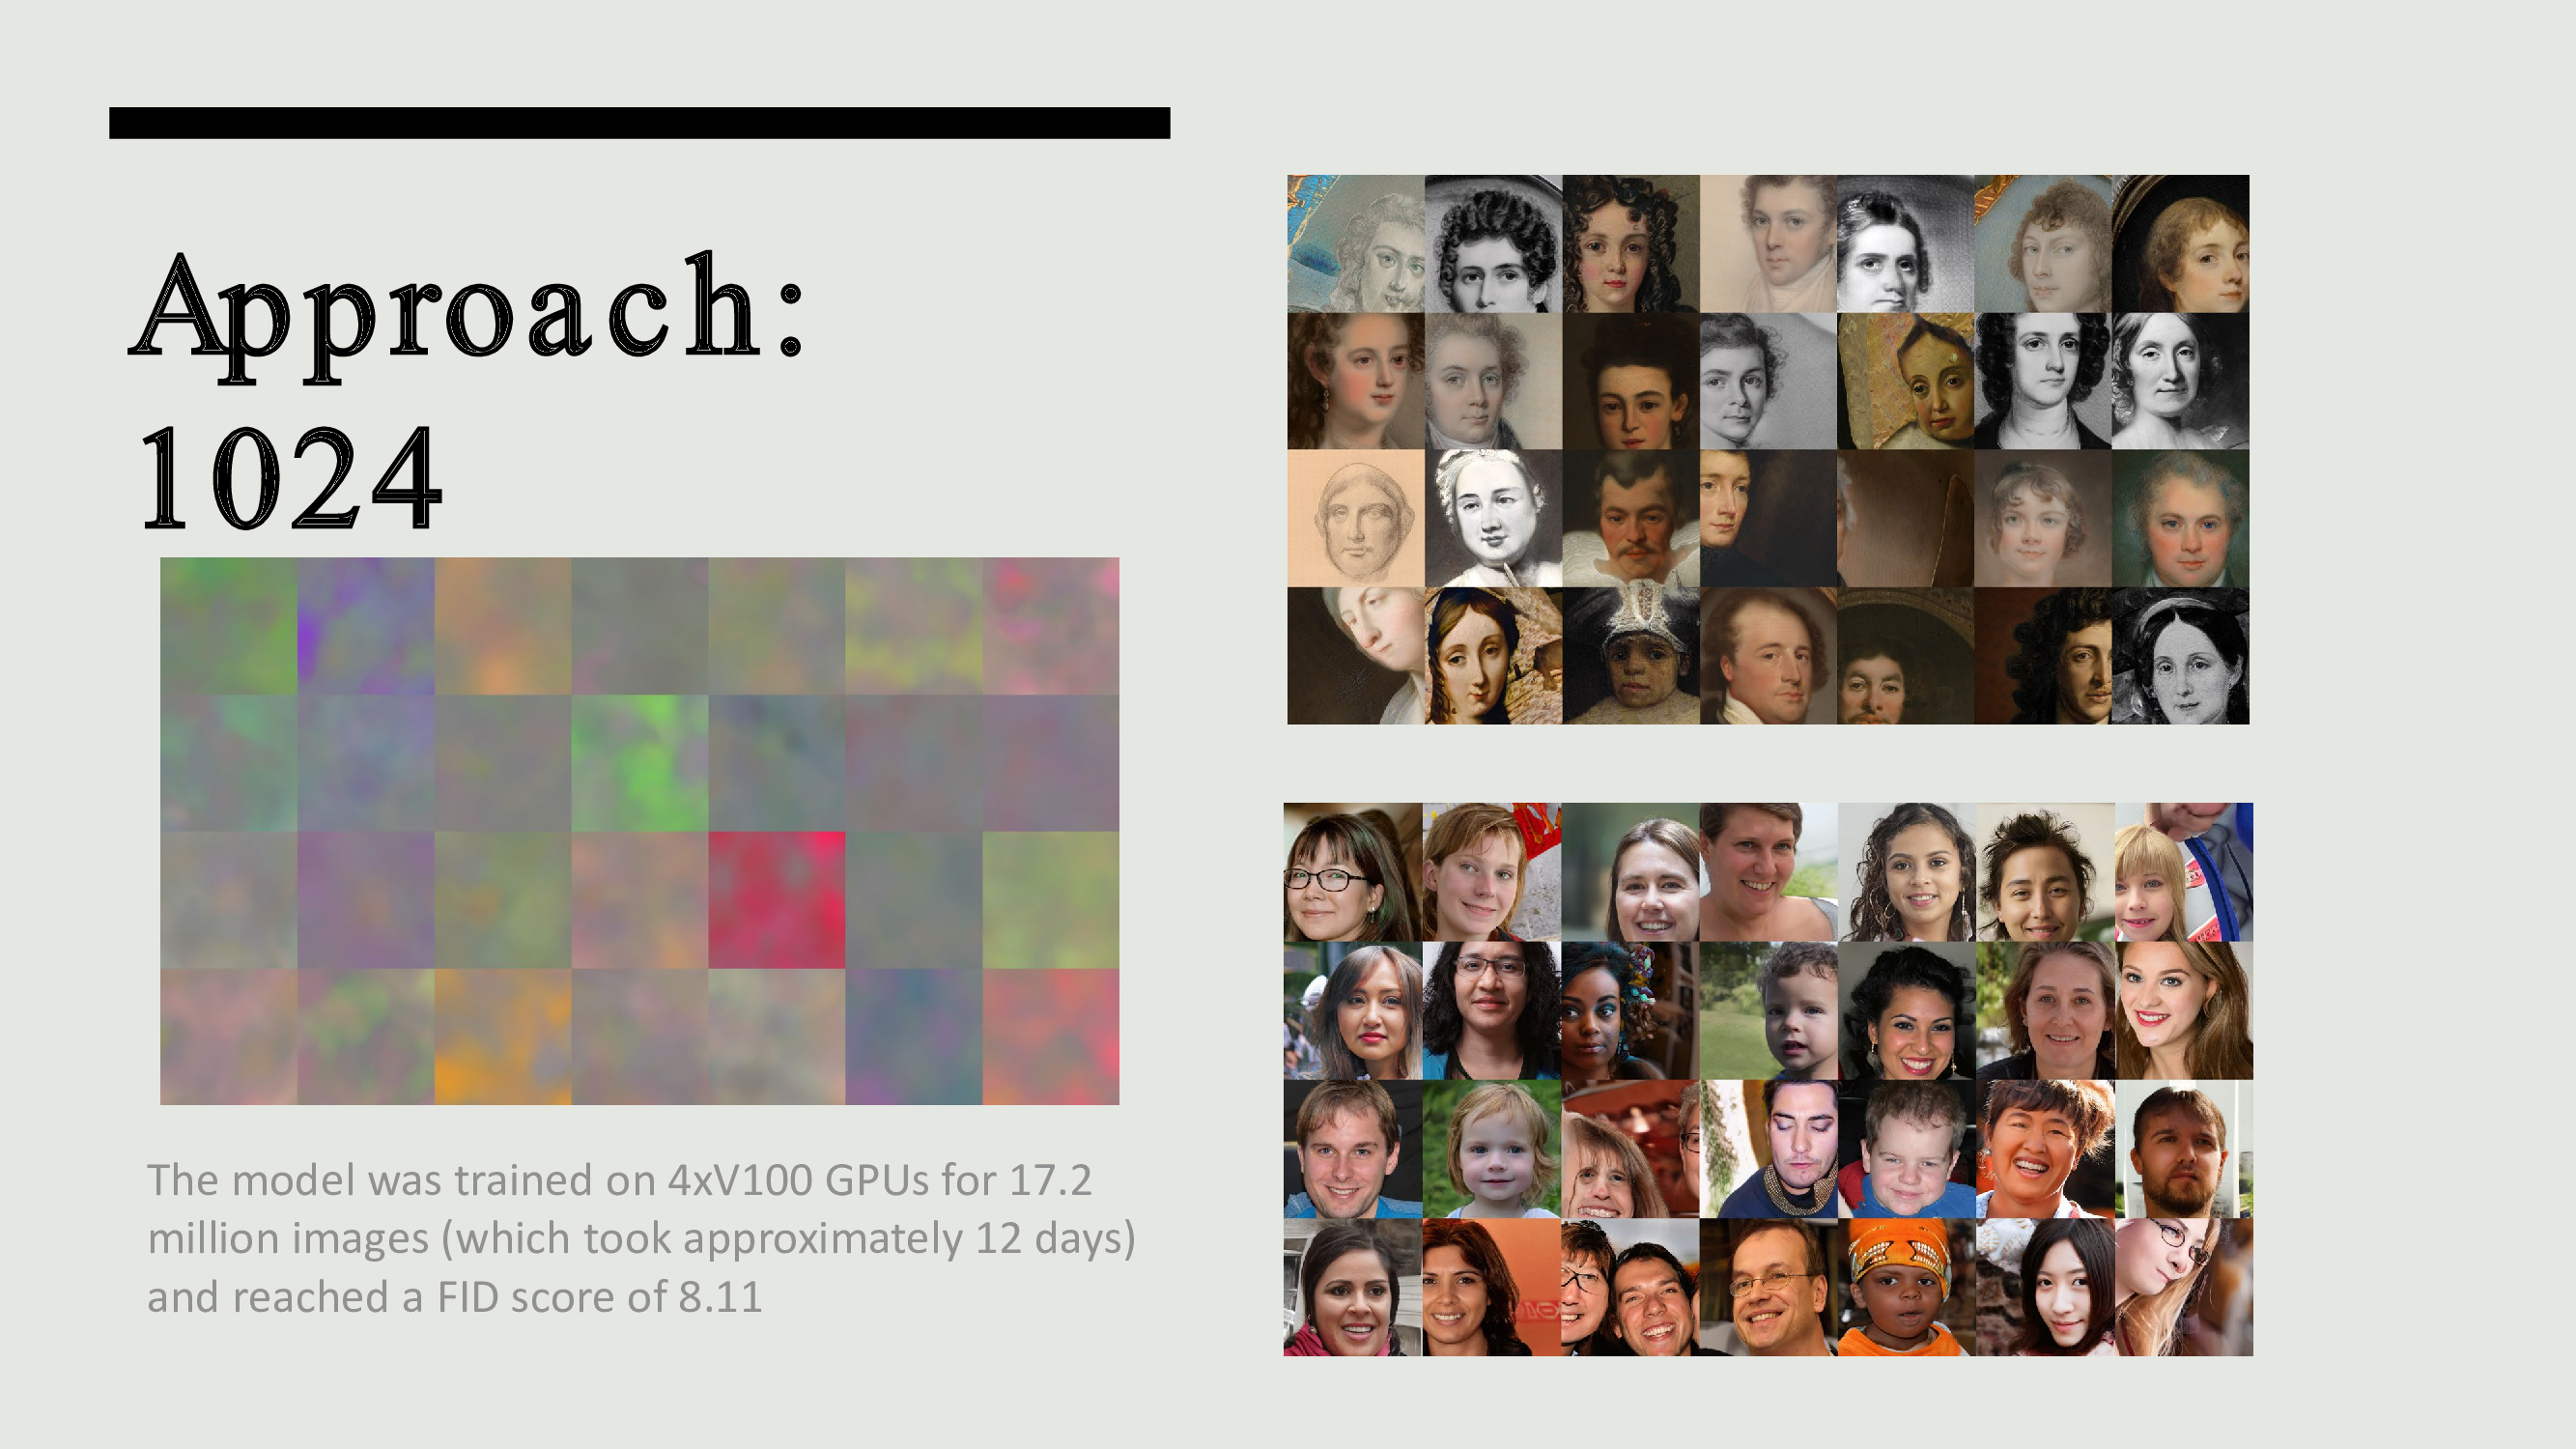 Approach:
1024
The model was trained on 4xV100 GPUs for 17.2
million images (which took approximately 12 days)
and reached a FID score of 8.11